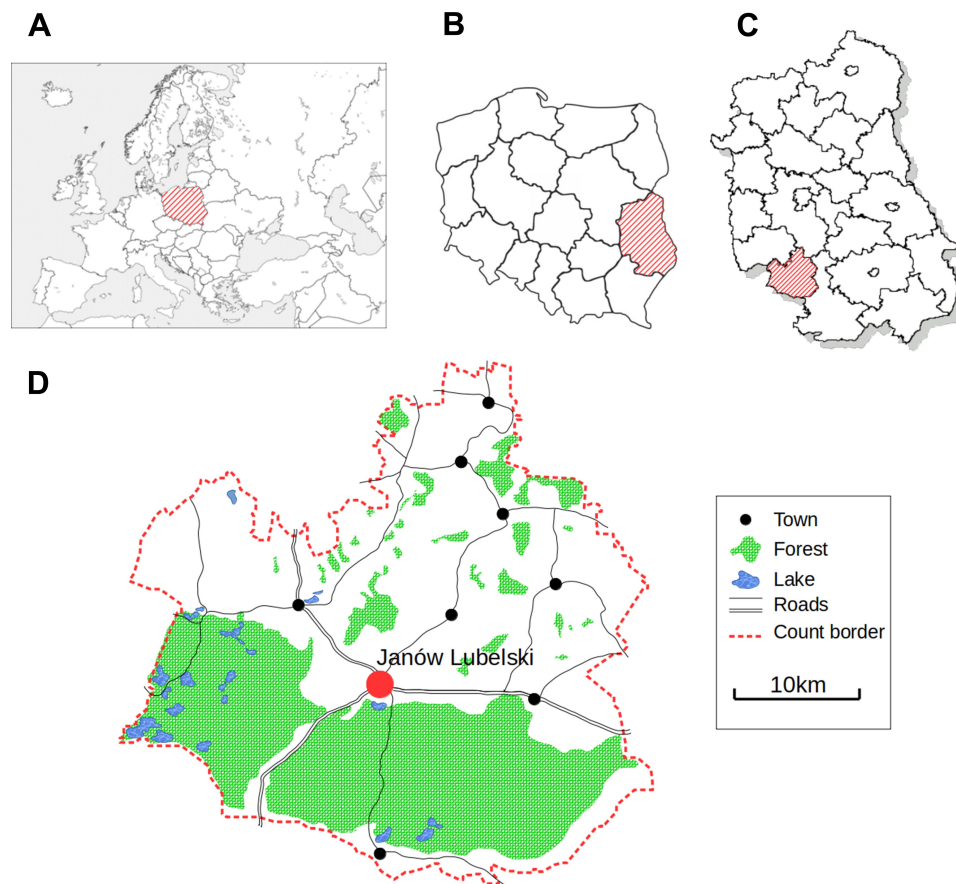 A
B
C
D
Janów Lubelski
Town
Forest
Lake
Roads
Count border
10km